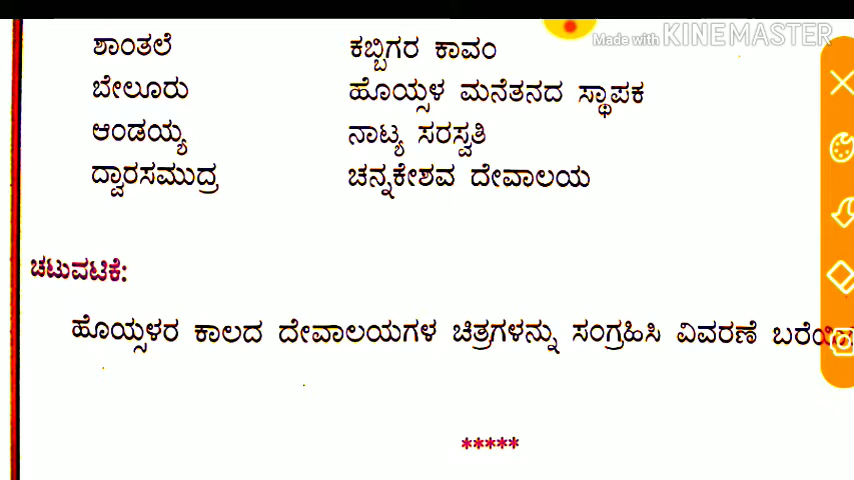 Made with KINEMASTER
ಶಾಂತಲೆ ಕಬ್ಬಿಗರ ಕಾವಂ
ಬೇಲೂರು ಹೊಯ್ಸಳ ಮನೆತನದ ಸ್ಥಾಪಕ
ಆಂಡಯ್ಯ ನಾಟ್ಯ ಸರಸ್ವತಿ
ದ್ವಾರಸಮುದ್ರ ಚನ್ನಕೇಶವ ದೇವಾಲಯ
ಚಟುವಟಿಕೆ:
ಹೊಯ್ಸಳರ ಕಾಲದ ದೇವಾಲಯಗಳ ಚಿತ್ರಗಳನ್ನು ಸಂಗ್ರಹಿಸಿ ವಿವರಣೆ
*****